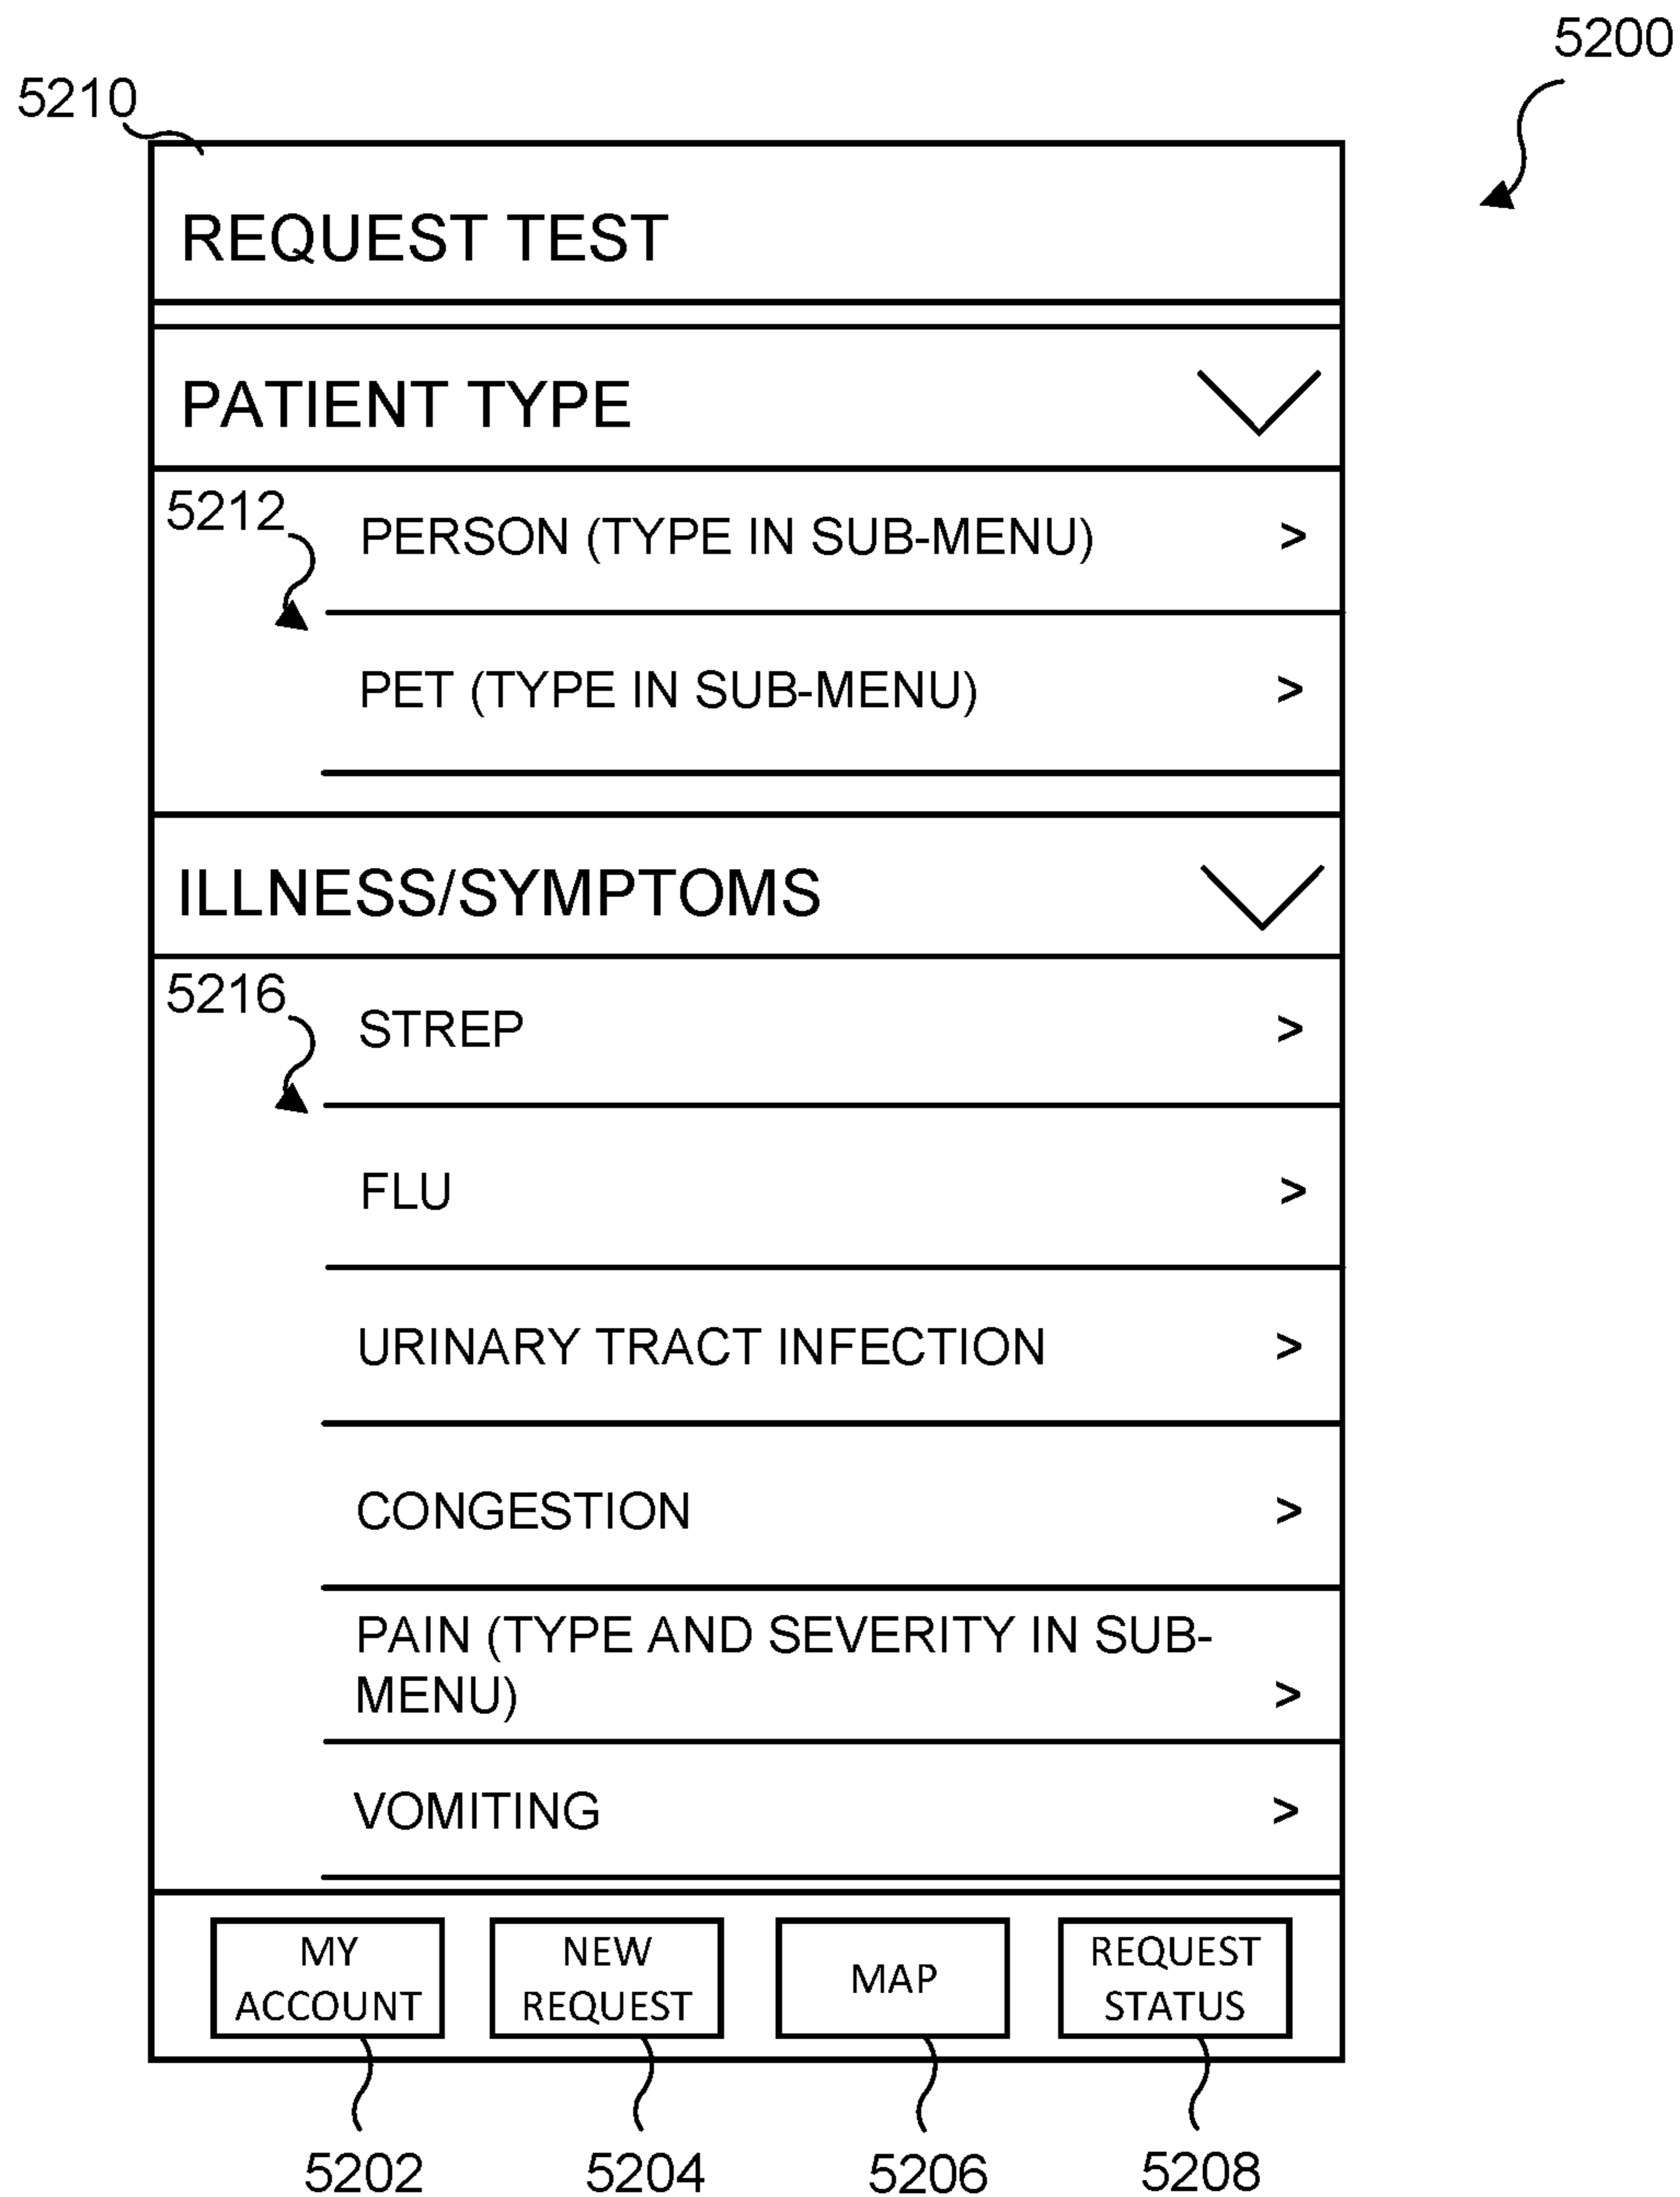 5200
5210
REQUEST TEST
PATIENT TYPE
5212
PERSON (TYPE IN SUB-MENU) >
PET (TYPE IN SUB-MENU) >
ILLNESS/SYMPTOMS
5216
STREP >
FLU >
URINARY TRACT INFECTION >
CONGESTION >
PAIN (TYPE AND SEVERITY IN SUB-
MENU) >
VOMITING >
MY
ACCOUNT
NEW
REQUEST
MAP
REQUEST
STATUS
5202
5204
5206
5208